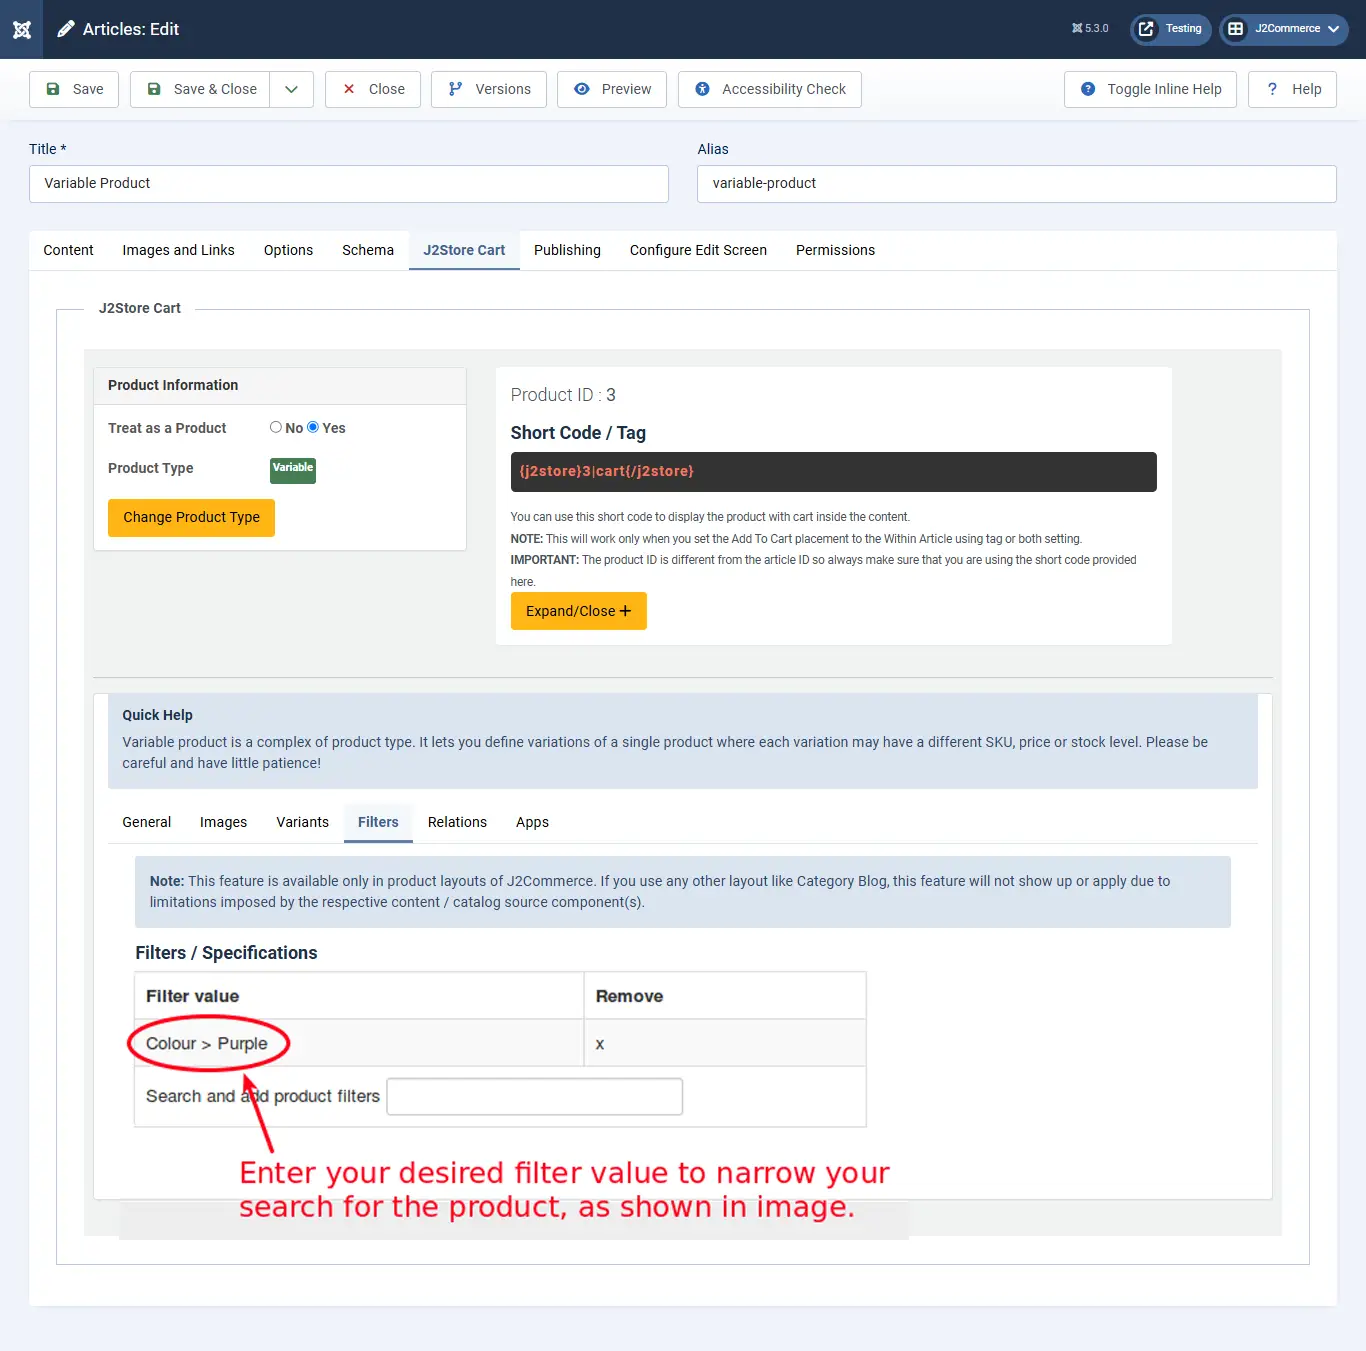 Articles: Edit
5.3.0
Testing
J2Commerce
Save
Save & Close
Close
Versions
Preview
Accessibility Check
Toggle Inline Help
? Help
Title *
Alias
Variable Product
variable-product
Content
Images and Links
Options
Schema
J2Store Cart
Publishing
Configure Edit Screen
Permissions
J2Store Cart
Product Information
Treat as a Product
No
Yes
Product Type
Variable
Change Product Type
Product ID : 3
Short Code / Tag
{j2store}3|cart{/j2store}
You can use this short code to display the product with cart inside the content.
NOTE: This will work only when you set the Add To Cart placement to the Within Article using tag or both setting.
IMPORTANT: The product ID is different from the article ID so always make sure that you are using the short code provided
here.
Expand/Close +
Quick Help
Variable product is a complex of product type. It lets you define variations of a single product where each variation may have a different SKU, price or stock level. Please be
careful and have little patience!
General
Images
Variants
Filters
Relations
Apps
Note: This feature is available only in product layouts of J2Commerce. If you use any other layout like Category Blog, this feature will not show up or apply due to
limitations imposed by the respective content / catalog source component(s).
Filters / Specifications
Filter value
Remove
Colour > Purple
x
Search and add product filters
Enter your desired filter value to narrow your
search for the product, as shown in image.